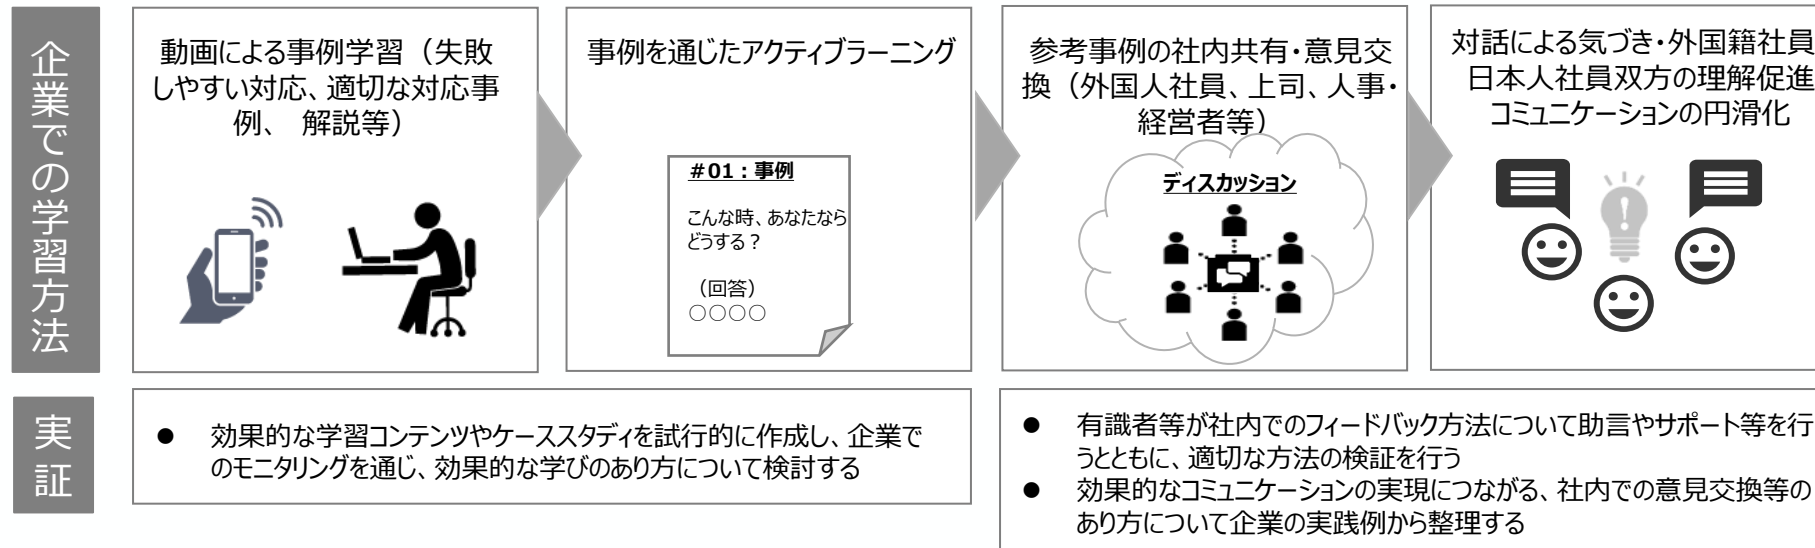 企業での学習方法
動画による事例学習（失敗
しやすい対応、適切な対応事
例、 解説等）
事例を通じたアクティブラーニング
＃01：事例
こんな時、あなたなら
どうする？
（回答）
○○○○
参考事例の社内共有・意見交
換（外国人社員、上司、人事・
経営者等）
ディスカッション
対話による気づき・外国籍社員
日本人社員双方の理解促進
コミュニケーションの円滑化
実証
● 効果的な学習コンテンツやケーススタディを試行的に作成し、企業で
のモニタリングを通じ、効果的な学びのあり方について検討する
● 有識者等が社内でのフィードバック方法について助言やサポート等を行
うとともに、適切な方法の検証を行う
● 効果的なコミュニケーションの実現につながる、社内での意見交換等の
あり方について企業の実践例から整理する